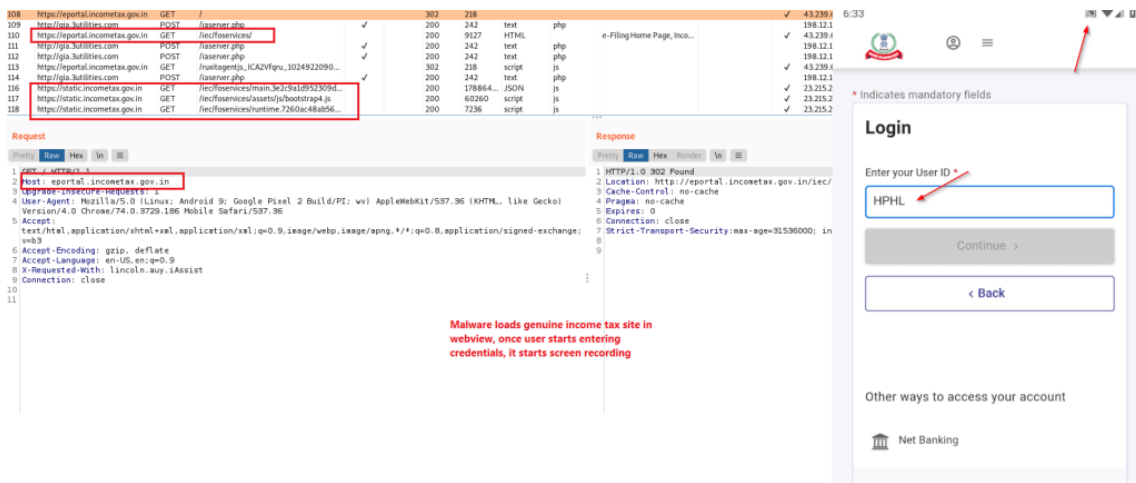 108 https://eportal.incometax.gov.in GET / 302 218 ✓ 43.239.
109 http://gia.3utilities.com POST /iaserver.php ✓ 200 242 text php 198.12.1
110 https://eportal.incometax.gov.in GET /iec/foservices/ 200 9127 HTML e-Filing Home Page, Inco... ✓ 43.239.
111 http://gia.3utilities.com POST /iaserver.php ✓ 200 242 text php 198.12.1
112 http://gia.3utilities.com POST /iaserver.php ✓ 200 242 text php 198.12.1
113 https://eportal.incometax.gov.in GET /ruxitagentjs_ICA2Vfqru_1024922090... 302 218 script js ✓ 43.239.
114 http://gia.3utilities.com POST /iaserver.php ✓ 200 242 text php 198.12.1
116 https://static.incometax.gov.in GET /iec/foservices/main.3e2c9a1d952309d... 200 178864... JSON js ✓ 23.215.2
117 https://static.incometax.gov.in GET /iec/foservices/assets/js/bootstrap4.js 200 60260 script js ✓ 23.215.2
118 https://static.incometax.gov.in GET /iec/foservices/runtime.7260ac48ab56... 200 7236 script js ✓ 23.215.2
Request
Pretty Raw Hex \n ≡
1 GET / HTTP/1.1
2 Host: eportal.incometax.gov.in
3 Upgrade-Insecure-Requests: 1
4 User-Agent: Mozilla/5.0 (Linux; Android 9; Google Pixel 2 Build/PI; wv) AppleWebKit/537.36 (KHTML, like Gecko)
Version/4.0 Chrome/74.0.3729.186 Mobile Safari/537.36
5 Accept:
text/html,application/xhtml+xml,application/xml;q=0.9,image/webp,image/apng,*/*;q=0.8,application/signed-exchange;
v=b3
6 Accept-Encoding: gzip, deflate
7 Accept-Language: en-US,en;q=0.9
8 X-Requested-With: lincoln.auy.iAssist
9 Connection: close
10
11
Response
Pretty Raw Hex Render \n ≡
1 HTTP/1.0 302 Found
2 Location: http://eportal.incometax.gov.in/iec/
3 Cache-Control: no-cache
4 Pragma: no-cache
5 Expires: 0
6 Connection: close
7 Strict-Transport-Security:max-age=31536000; in
8
9
Malware loads genuine income tax site in
webview, once user starts entering
credentials, it starts screen recording
6:33
* Indicates mandatory fields
Login
Enter your User ID *
HPHL
Continue >
< Back
Other ways to access your account
Net Banking